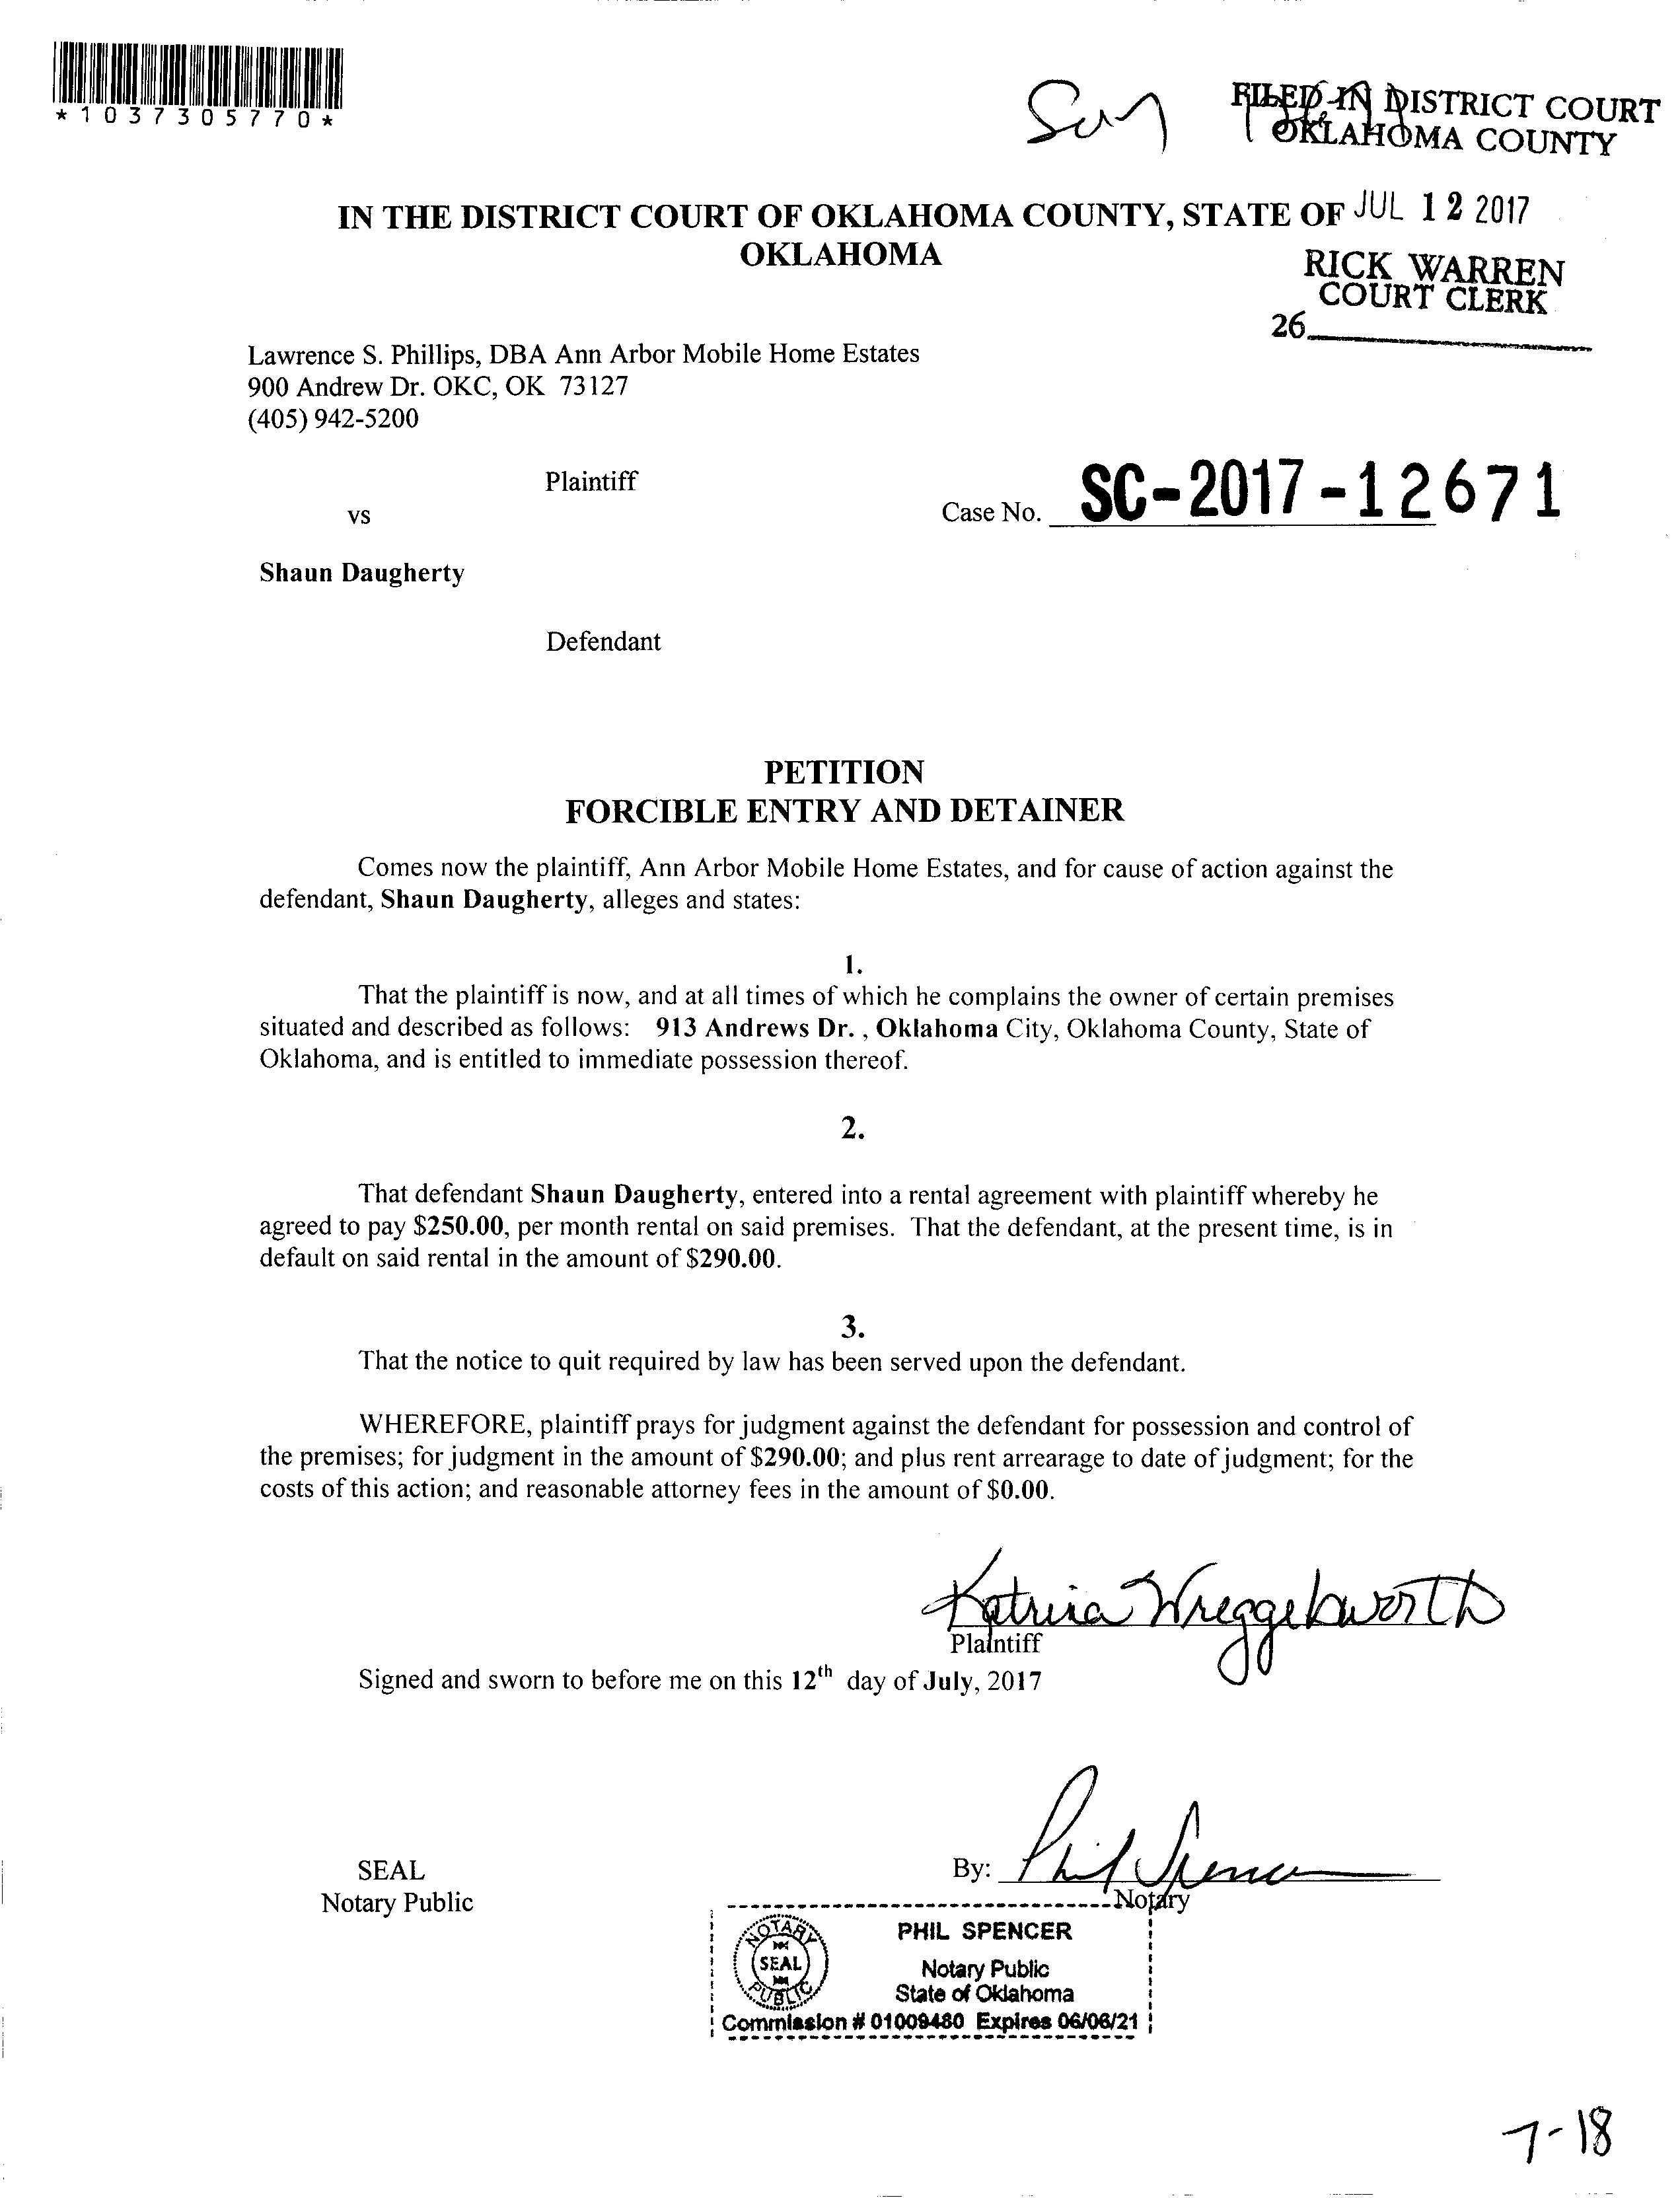 *1037305770*
FILED IN DISTRICT COURT
OKLAHOMA COUNTY
IN THE DISTRICT COURT OF OKLAHOMA COUNTY, STATE OF JUL 12 2017
OKLAHOMA
RICK WARREN
COURT CLERK
26
Lawrence S. Phillips, DBA Ann Arbor Mobile Home Estates
900 Andrew Dr. OKC, OK 73127
(405) 942-5200
Plaintiff
vs
Case No. SC-2017-12671
Shaun Daugherty
Defendant
PETITION
FORCIBLE ENTRY AND DETAINER
Comes now the plaintiff, Ann Arbor Mobile Home Estates, and for cause of action against the
defendant, Shaun Daugherty, alleges and states:
1.
That the plaintiff is now, and at all times of which he complains the owner of certain premises
situated and described as follows: 913 Andrews Dr. , Oklahoma City, Oklahoma County, State of
Oklahoma, and is entitled to immediate possession thereof.
2.
That defendant Shaun Daugherty, entered into a rental agreement with plaintiff whereby he
agreed to pay $250.00, per month rental on said premises. That the defendant, at the present time, is in
default on said rental in the amount of $290.00.
3.
That the notice to quit required by law has been served upon the defendant.
WHEREFORE, plaintiff prays for judgment against the defendant for possession and control of
the premises; for judgment in the amount of $290.00; and plus rent arrearage to date of judgment; for the
costs of this action; and reasonable attorney fees in the amount of $0.00.
Katrina Wreggelsworth
Plaintiff
Signed and sworn to before me on this 12th day of July, 2017
SEAL
Notary Public
By: Phil Spencer
Notary
NOTARY
SEAL
PUBLIC
PHIL SPENCER
Notary Public
State of Oklahoma
Commission # 01009480 Expires 06/06/21
7-18